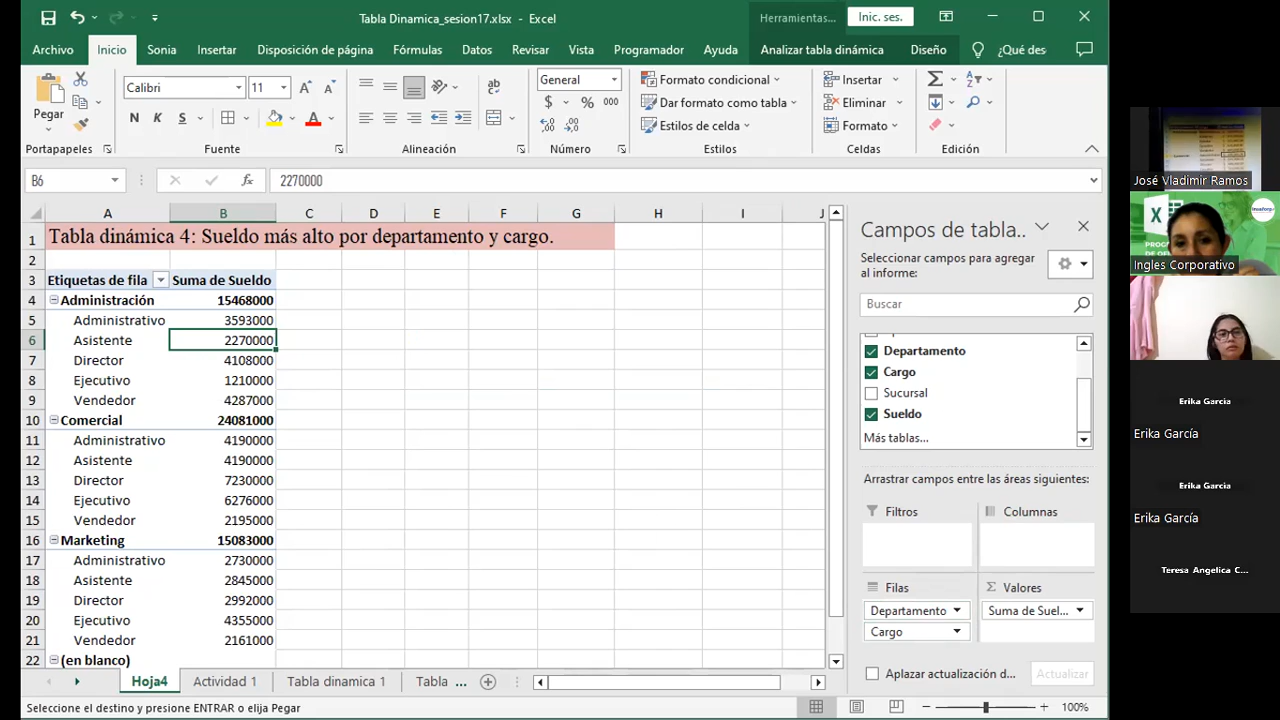 Tabla Dinamica_sesion17.xlsx - Excel
Herramientas...
Inic. ses.
Archivo Inicio Sonia Insertar Disposición de página Fórmulas Datos Revisar Vista Programador Ayuda Analizar tabla dinámica Diseño ¿Qué des
Pegar
Calibri 11
N K S
General
$ % 000
Formato condicional
Dar formato como tabla
Estilos de celda
Insertar
Eliminar
Formato
Portapapeles Fuente Alineación Número Estilos Celdas Edición
B6 fx 2270000
A B C D E F G H I J
1 Tabla dinámica 4: Sueldo más alto por departamento y cargo.
2
3 Etiquetas de fila Suma de Sueldo
4 Administración 15468000
5 Administrativo 3593000
6 Asistente 2270000
7 Director 4108000
8 Ejecutivo 1210000
9 Vendedor 4287000
10 Comercial 24081000
11 Administrativo 4190000
12 Asistente 4190000
13 Director 7230000
14 Ejecutivo 6276000
15 Vendedor 2195000
16 Marketing 15083000
17 Administrativo 2730000
18 Asistente 2845000
19 Director 2992000
20 Ejecutivo 4355000
21 Vendedor 2161000
22 (en blanco)
Hoja4 Actividad 1 Tabla dinamica 1 Tabla ...
Seleccione el destino y presione ENTRAR o elija Pegar
100%
Campos de tabla..
Seleccionar campos para agregar
al informe:
Buscar
Departamento
Cargo
Sucursal
Sueldo
Más tablas...
Arrastrar campos entre las áreas siguientes:
Filtros
Columnas
Filas
Valores
Departamento
Suma de Suel...
Cargo
Aplazar actualización d...
Actualizar
José Vladimir Ramos
Ingles Corporativo
Erika Garcia
Erika García
Erika Garcia
Erika García
Teresa Angelica C...